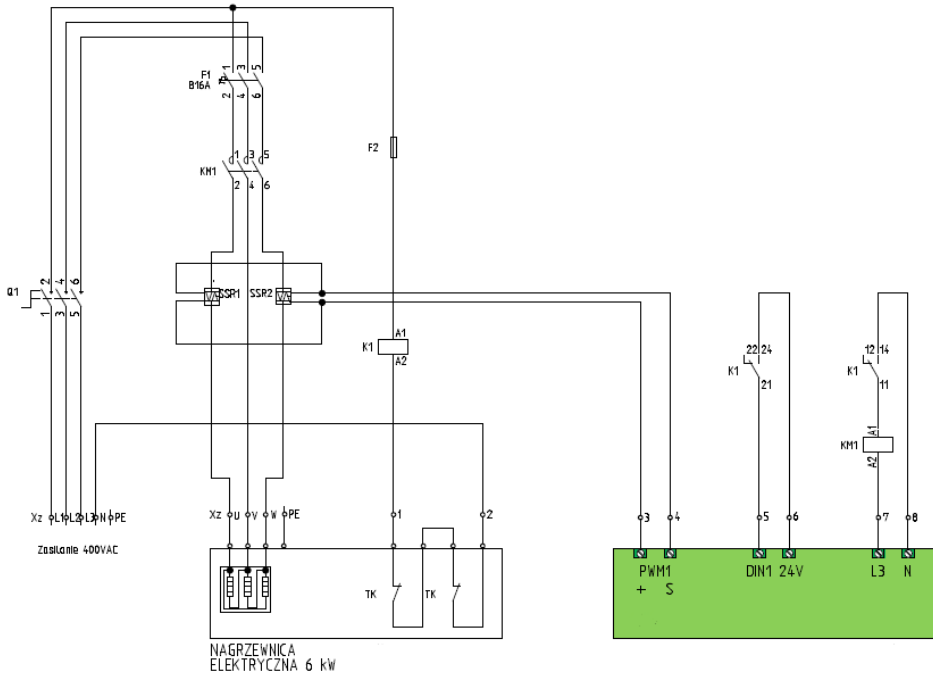 1 3 5
F1
B16A
2 4 6
F2
1 3 5
KM1
2 4 6
2 4 6
Q1
1 3 5
SSR1 SSR2
A1
K1
A2
22 24
K1
21
12 14
K1
11
A1
KM1
A2
Xz L1 L2 L3 N PE
Zasilanie 400VAC
Xz U V W PE
1 2
3 4 5 6 7 8
TK TK
PWM1 DIN1 24V L3 N
+ S
NAGRZEWNICA
ELEKTRYCZNA 6 kW